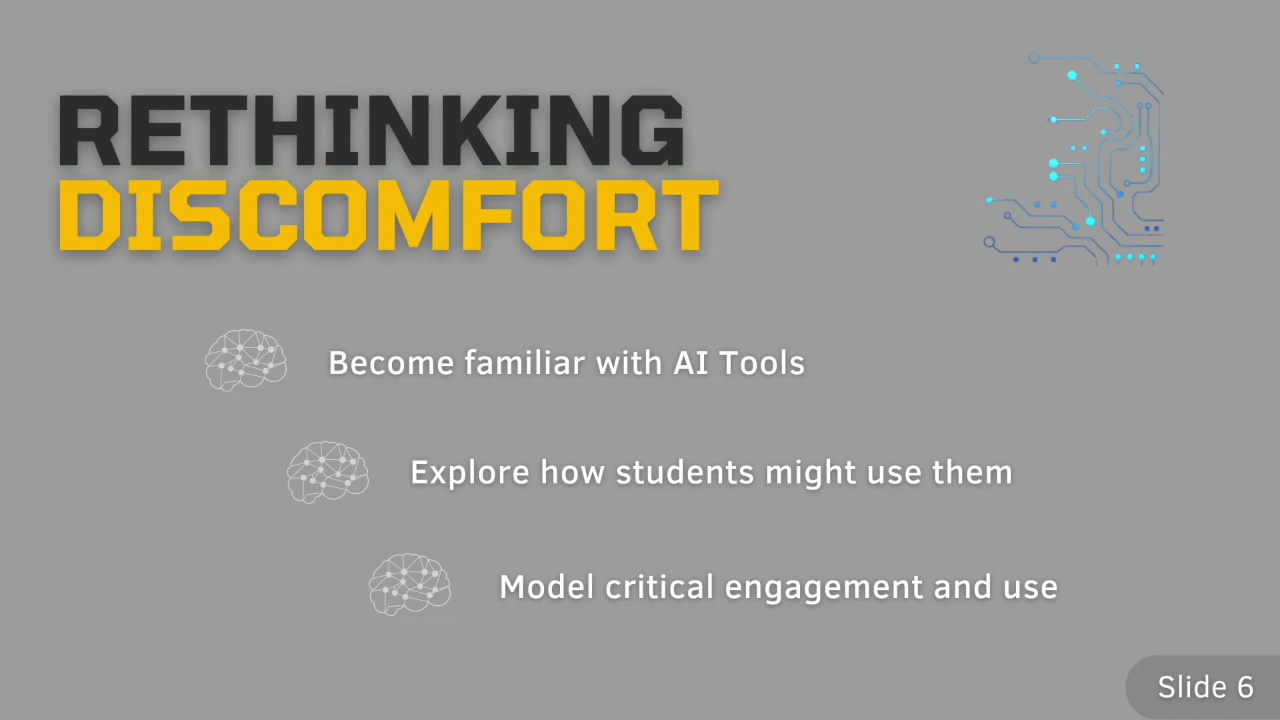 RETHINKING
DISCOMFORT
Become familiar with AI Tools
Explore how students might use them
Model critical engagement and use
Slide 6